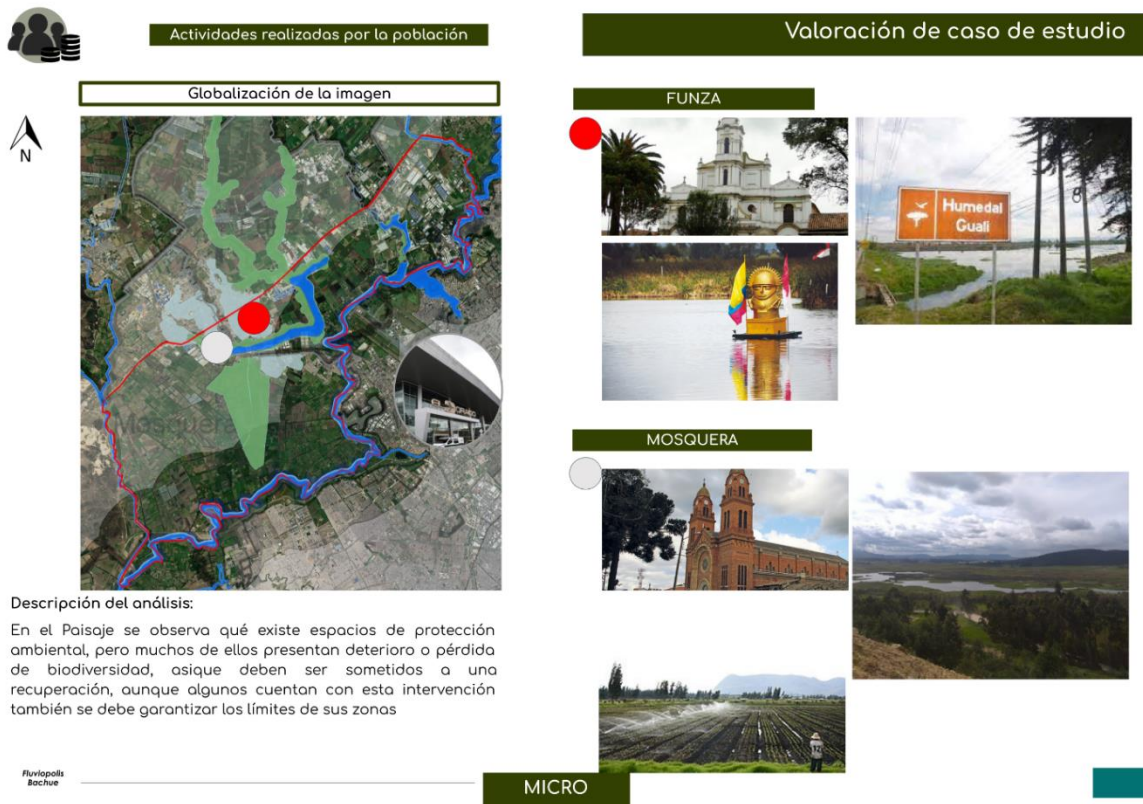 Actividades realizadas por la población
Valoración de caso de estudio
Globalización de la imagen
N
Mosquera
Descripción del análisis:
En el Paisaje se observa qué existe espacios de protección
ambiental, pero muchos de ellos presentan deterioro o pérdida
de biodiversidad, asique deben ser sometidos a una
recuperación, aunque algunos cuentan con esta intervención
también se debe garantizar los límites de sus zonas
FUNZA
Humedal
Gualí
MOSQUERA
Fluviopolis
Bachue
MICRO